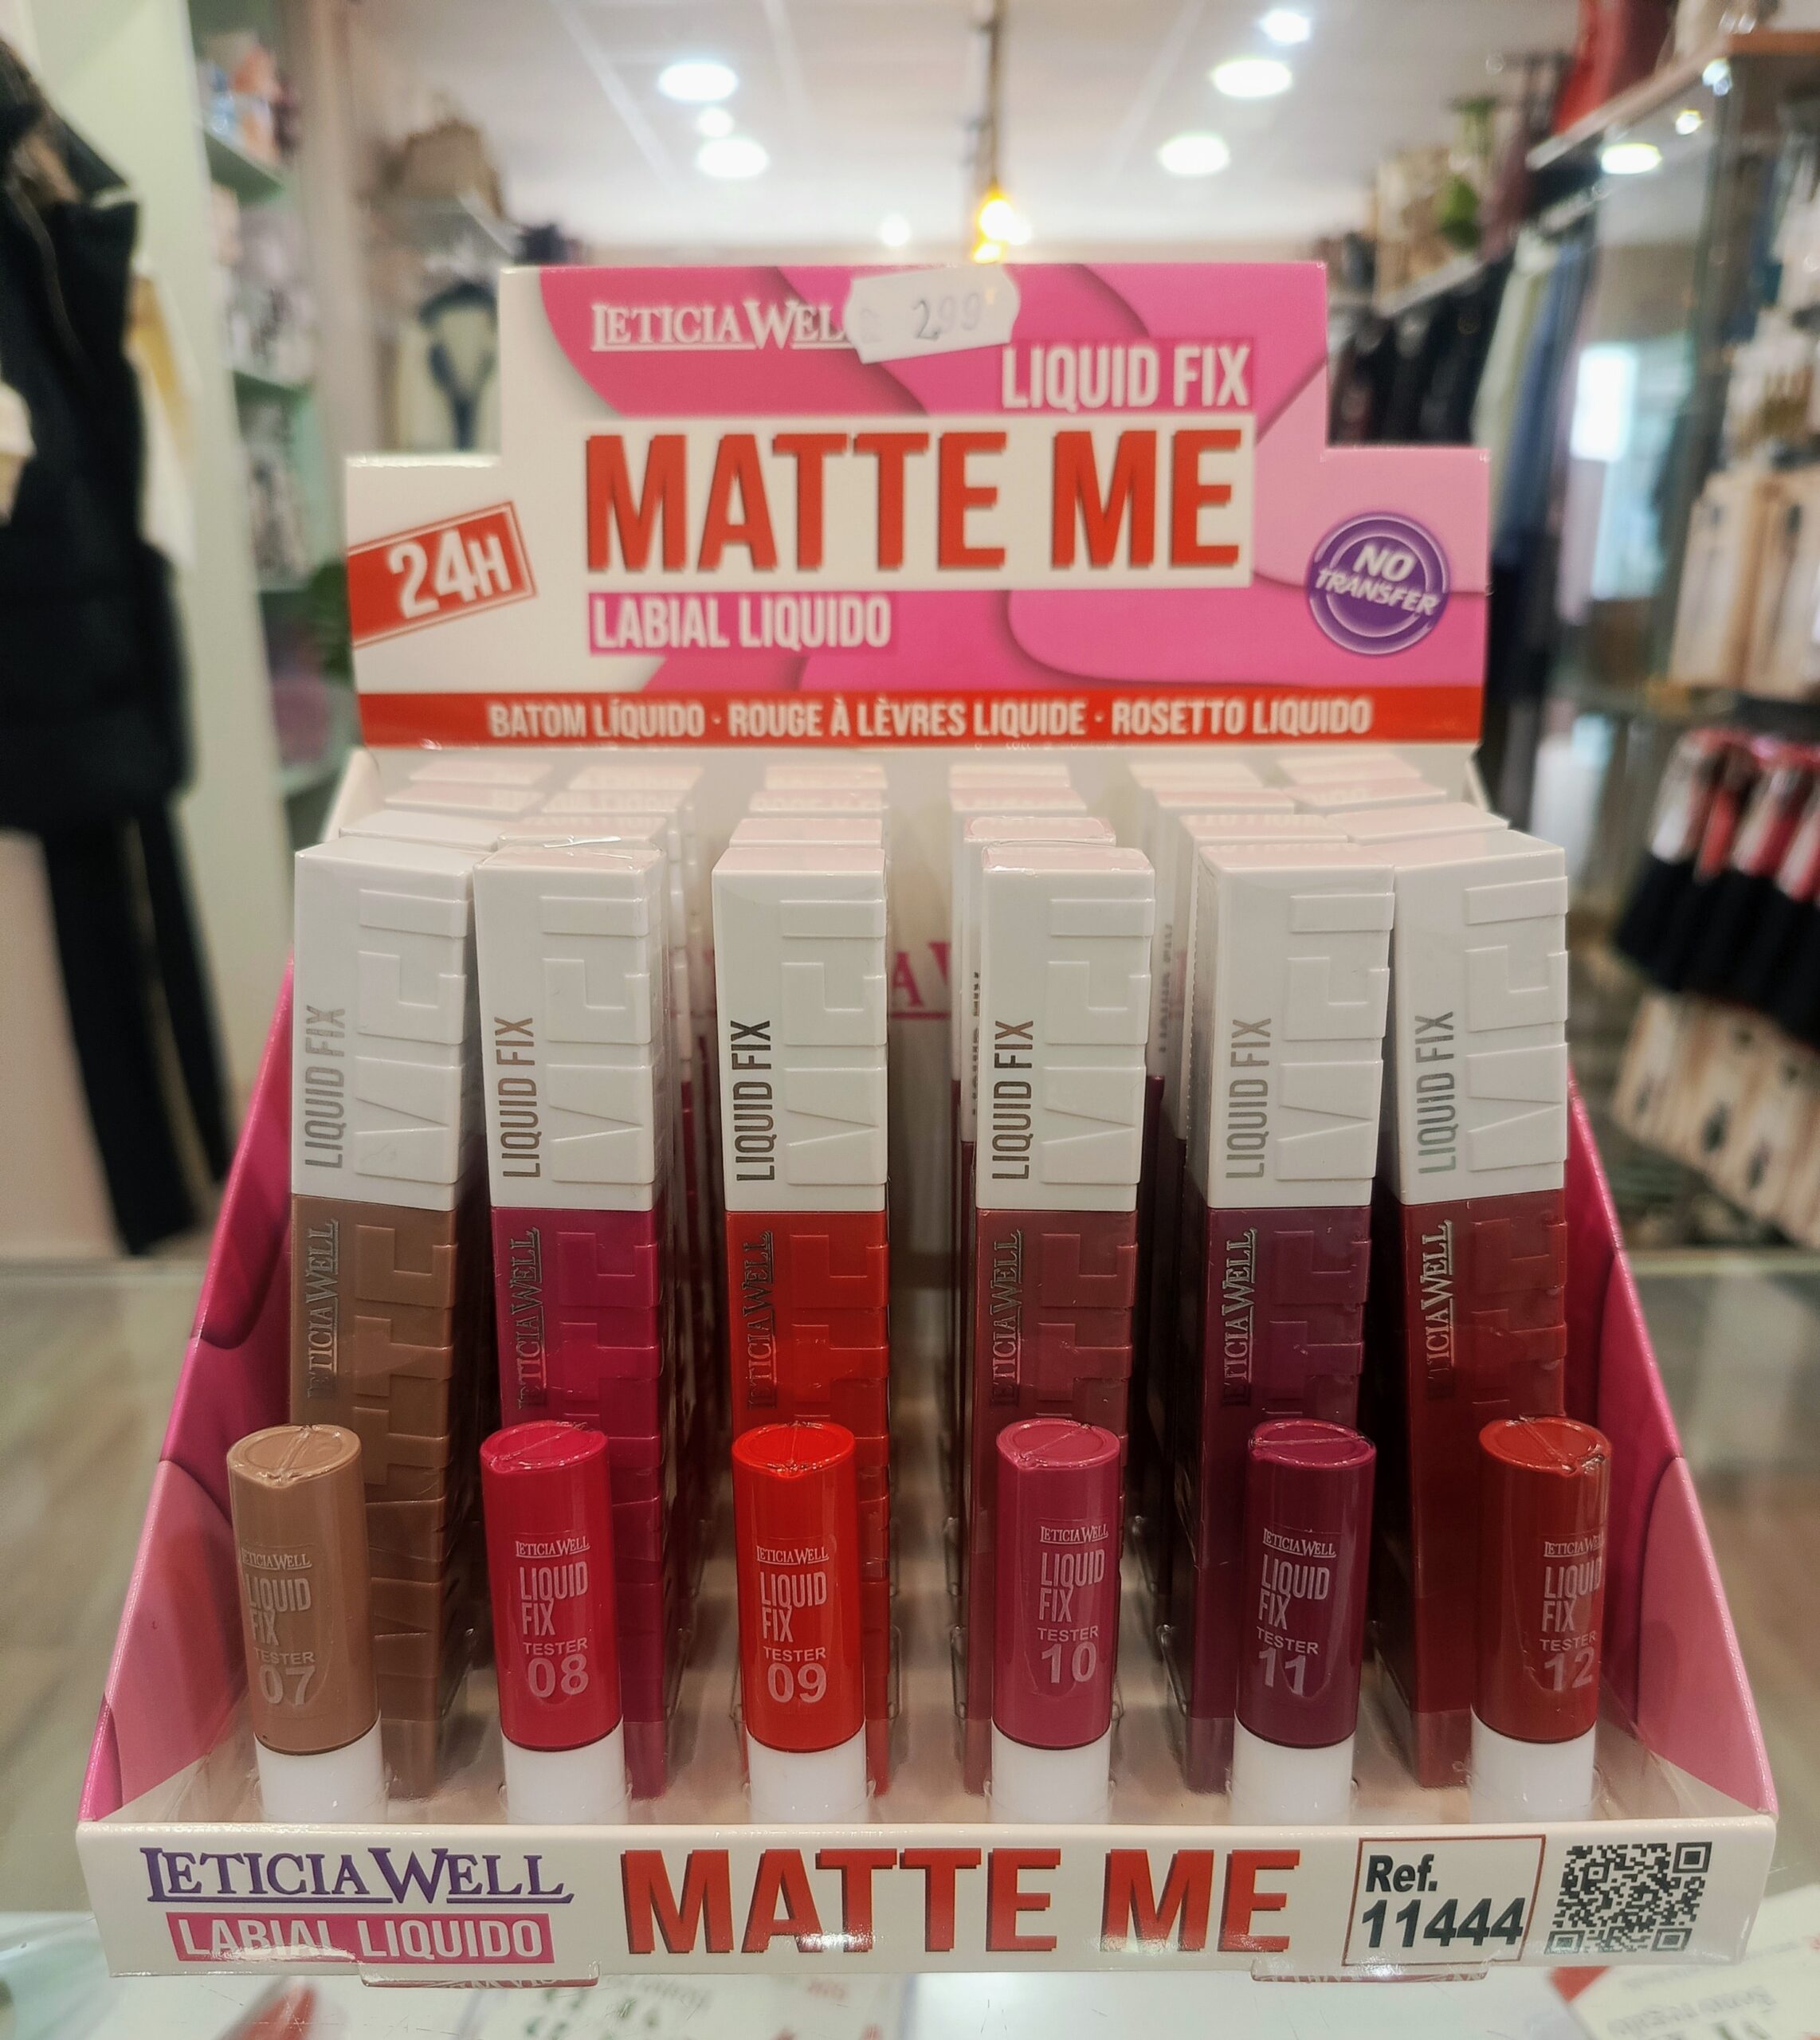 LETICIA WEL
2,99
LIQUID FIX
MATTE ME
24H
NO
TRANSFER
LABIAL LIQUIDO
BATOM LÍQUIDO · ROUGE À LÈVRES LIQUIDE · ROSETTO LIQUIDO
LIQUID FIX
LIQUID FIX
LIQUID FIX
LIQUID FIX
LIQUID FIX
LIQUID FIX
LETICIA WELL
LETICIA WELL
LETICIA WELL
LETICIA WELL
LETICIA WELL
LETICIA WELL
LETICIA WELL
LIQUID
FIX
TESTER
07
LETICIA WELL
LIQUID
FIX
TESTER
08
LETICIA WELL
LIQUID
FIX
TESTER
09
LETICIA WELL
LIQUID
FIX
TESTER
10
LETICIA WELL
LIQUID
FIX
TESTER
11
LETICIA WELL
LIQUID
FIX
TESTER
12
LETICIA WELL
LABIAL LIQUIDO
MATTE ME
Ref.
11444